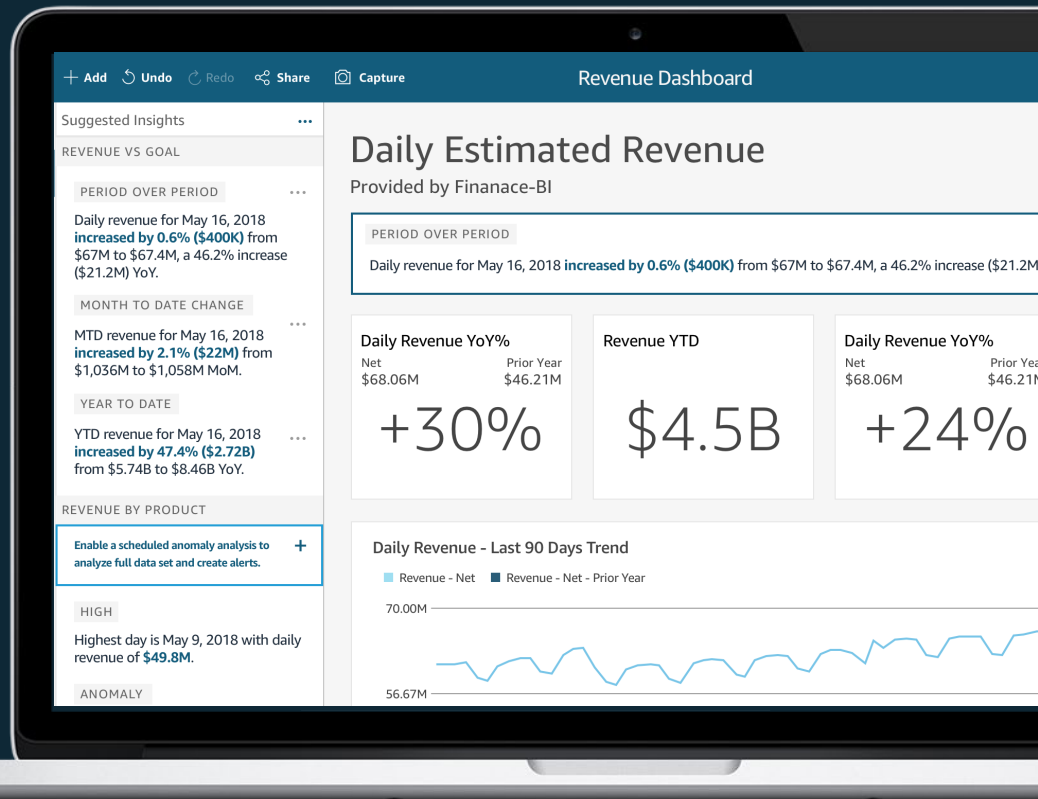 Add
Undo
Redo
Share
Capture
Revenue Dashboard
Suggested Insights
REVENUE VS GOAL
PERIOD OVER PERIOD
Daily revenue for May 16, 2018
increased by 0.6% ($400K) from
$67M to $67.4M, a 46.2% increase
($21.2M) YoY.
MONTH TO DATE CHANGE
MTD revenue for May 16, 2018
increased by 2.1% ($22M) from
$1,036M to $1,058M MoM.
YEAR TO DATE
YTD revenue for May 16, 2018
increased by 47.4% ($2.72B)
from $5.74B to $8.46B YoY.
REVENUE BY PRODUCT
Enable a scheduled anomaly analysis to
analyze full data set and create alerts.
HIGH
Highest day is May 9, 2018 with daily
revenue of $49.8M.
ANOMALY
Daily Estimated Revenue
Provided by Finanace-BI
PERIOD OVER PERIOD
Daily revenue for May 16, 2018 increased by 0.6% ($400K) from $67M to $67.4M, a 46.2% increase ($21.2M
Daily Revenue YoY%
Net Prior Year
$68.06M $46.21M
+30%
Revenue YTD
$4.5B
Daily Revenue YoY%
Net Prior Yea
$68.06M $46.21M
+24%
Daily Revenue - Last 90 Days Trend
Revenue - Net
Revenue - Net - Prior Year
70.00M
56.67M